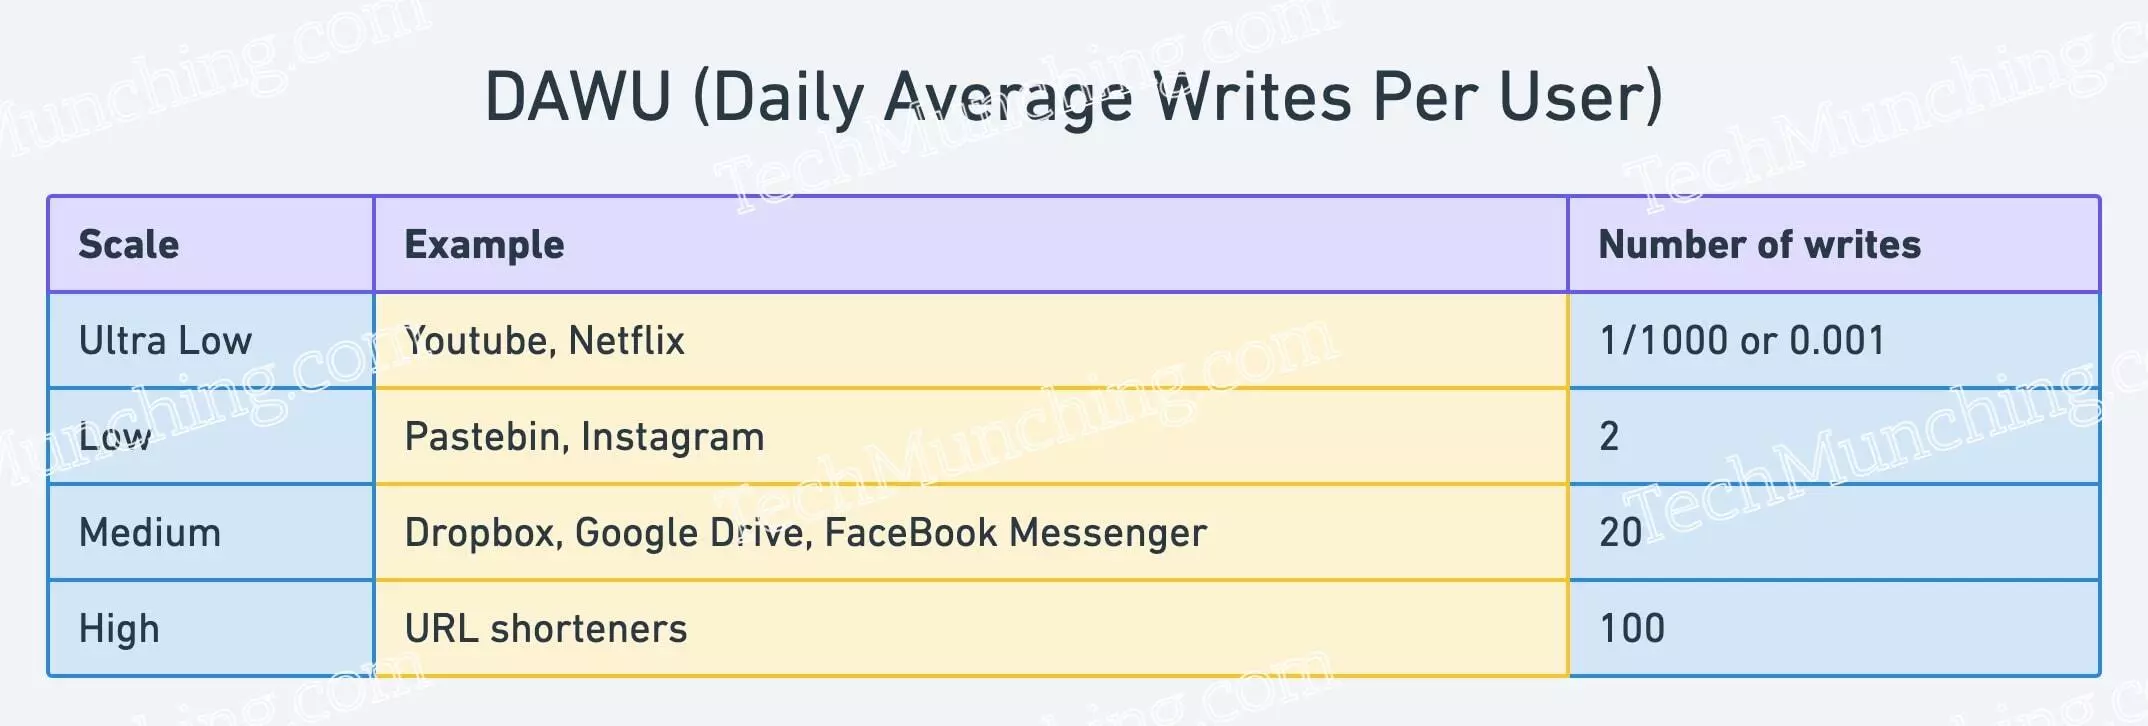 DAWU (Daily Average Writes Per User)
Scale Example Number of writes
Ultra Low Youtube, Netflix 1/1000 or 0.001
Low Pastebin, Instagram 2
Medium Dropbox, Google Drive, FaceBook Messenger 20
High URL shorteners 100
TechMunching.com